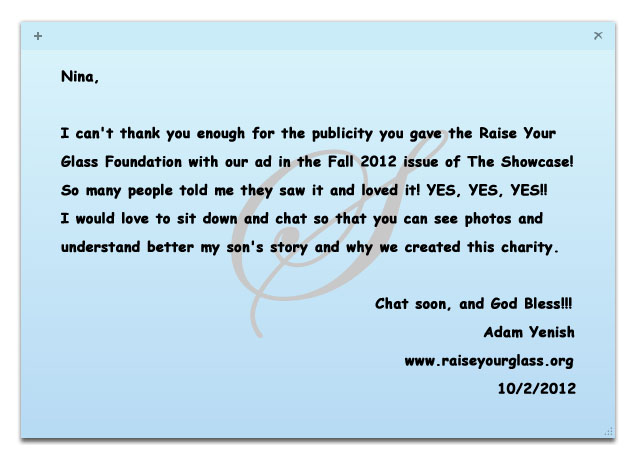 Nina,
I can't thank you enough for the publicity you gave the Raise Your
Glass Foundation with our ad in the Fall 2012 issue of The Showcase!
So many people told me they saw it and loved it! YES, YES, YES!!
I would love to sit down and chat so that you can see photos and
understand better my son's story and why we created this charity.
Chat soon, and God Bless!!!
Adam Yenish
www.raiseyourglass.org
10/2/2012